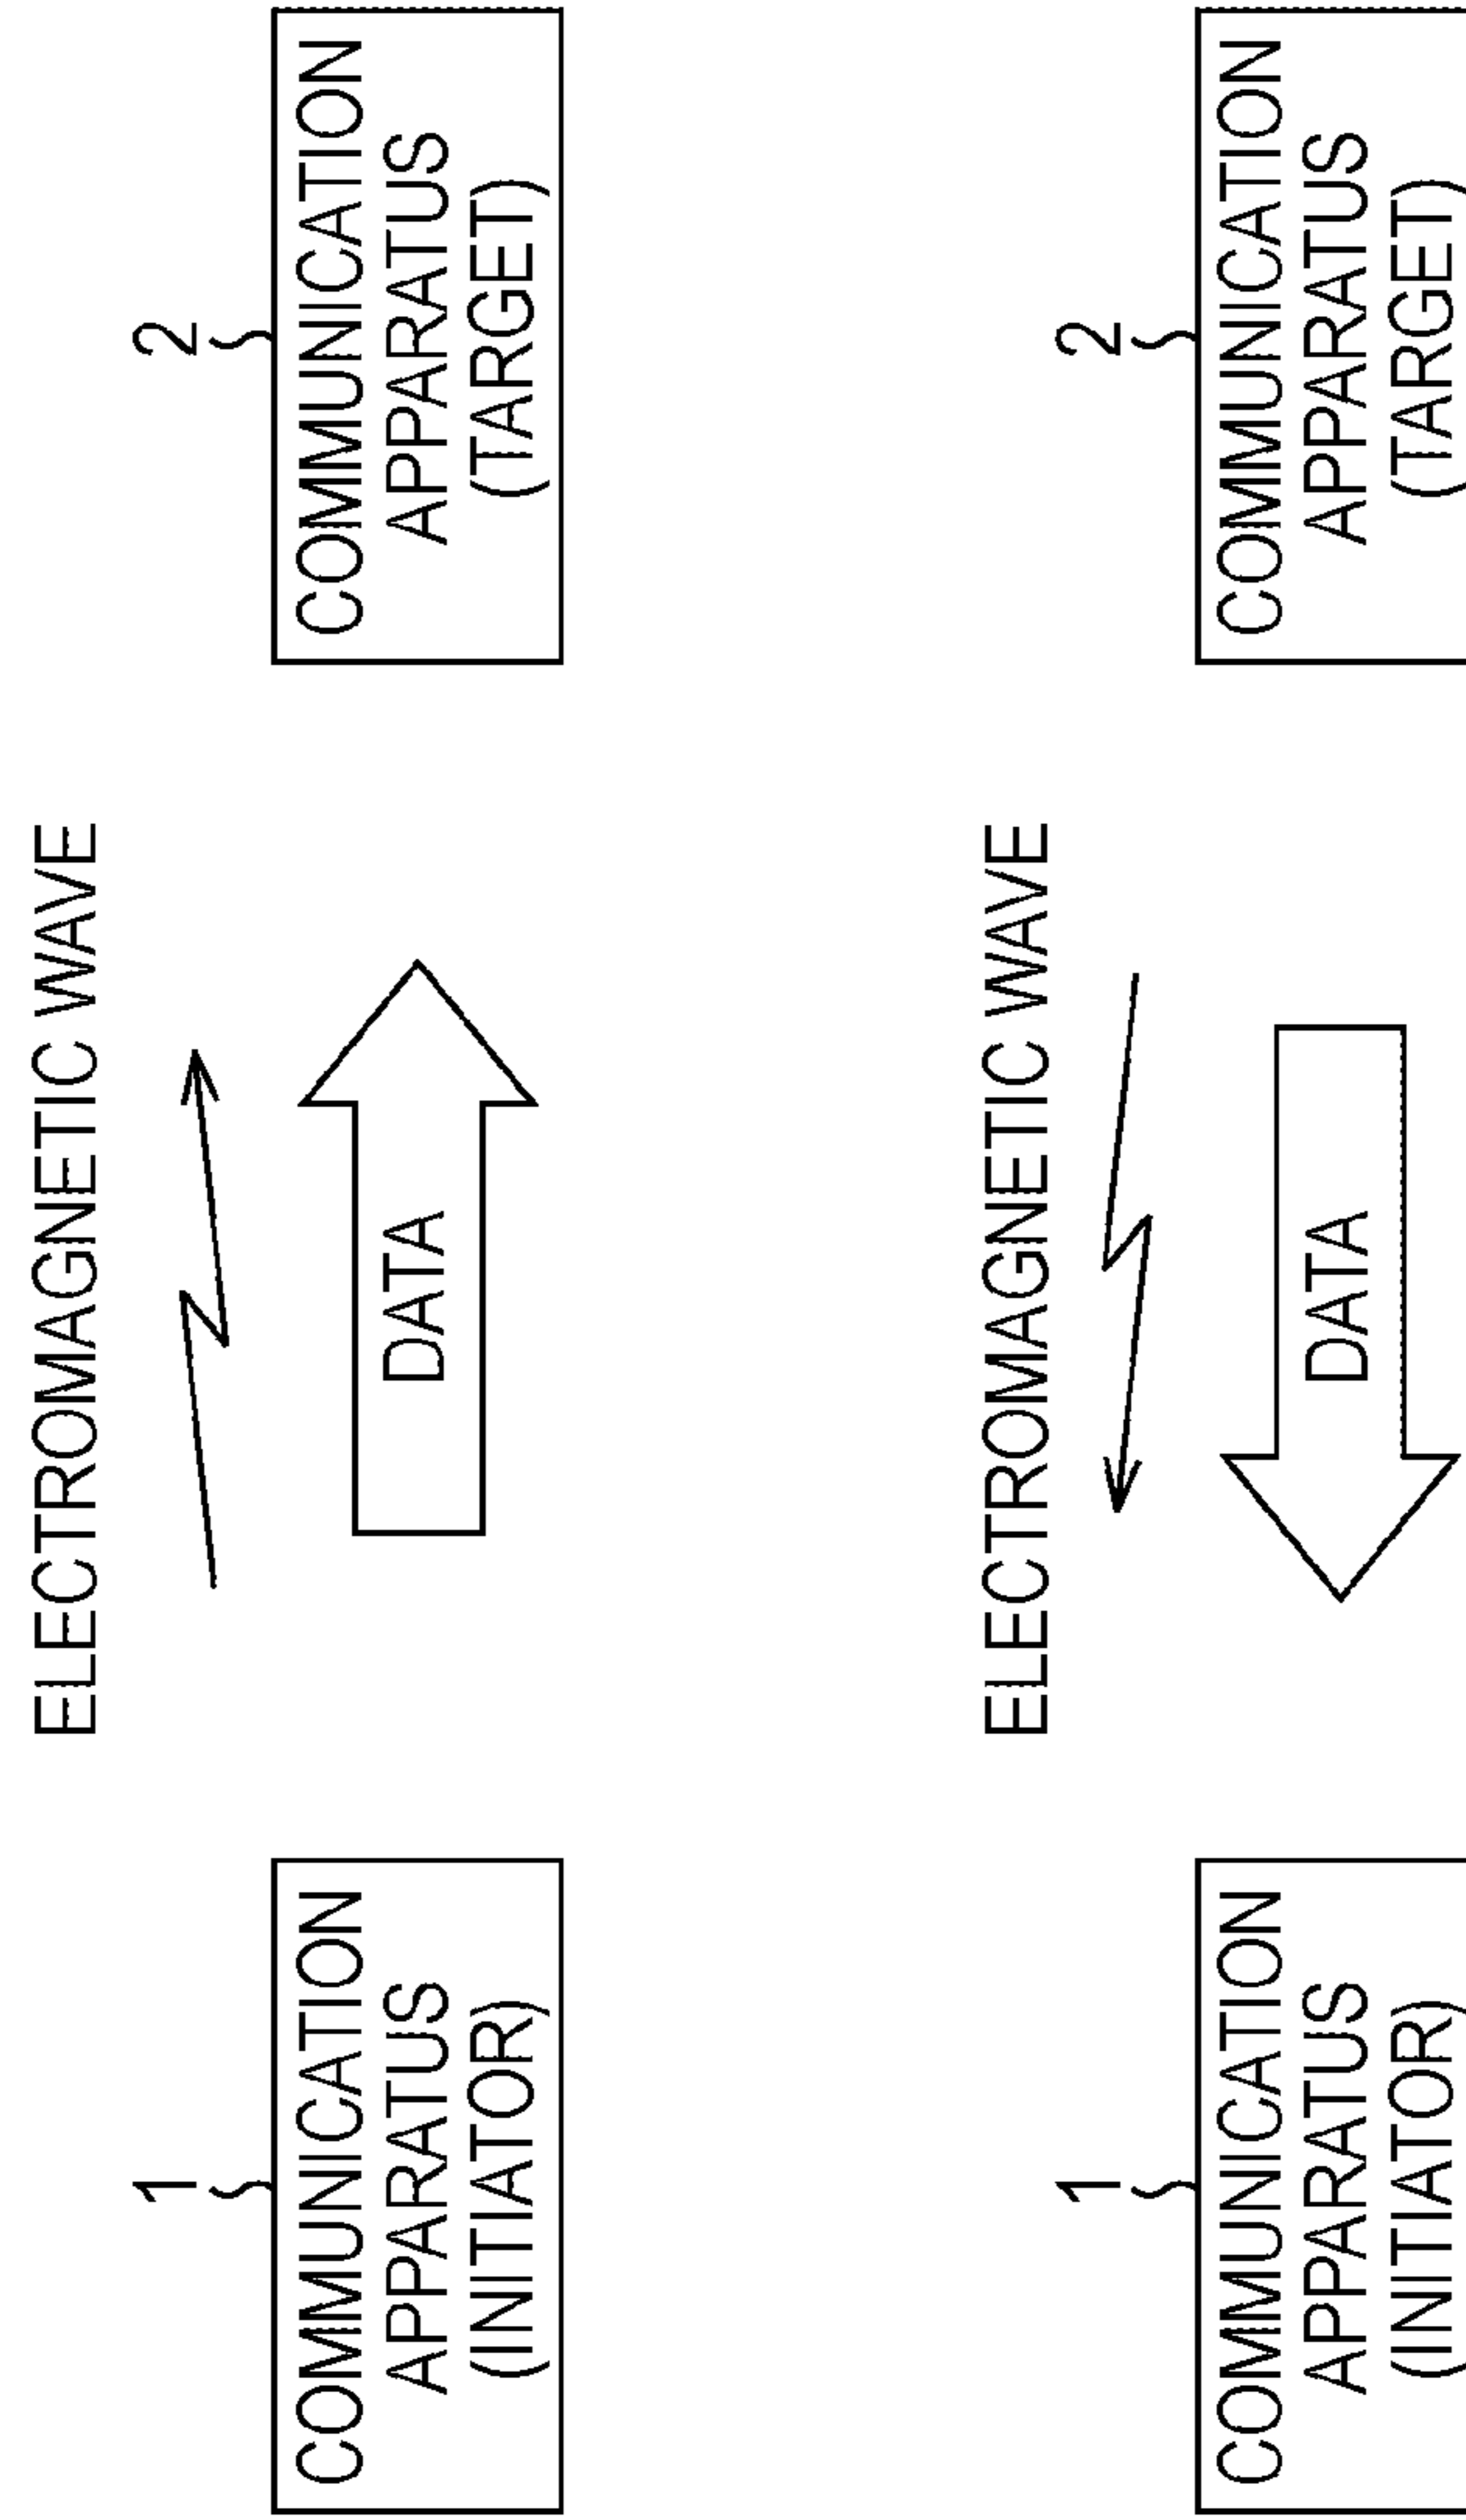 ELECTROMAGNETIC WAVE
1
2
COMMUNICATION
APPARATUS
(INITIATOR)
DATA
COMMUNICATION
APPARATUS
(TARGET)
ELECTROMAGNETIC WAVE
1
2
COMMUNICATION
APPARATUS
(INITIATOR)
DATA
COMMUNICATION
APPARATUS
(TARGET)